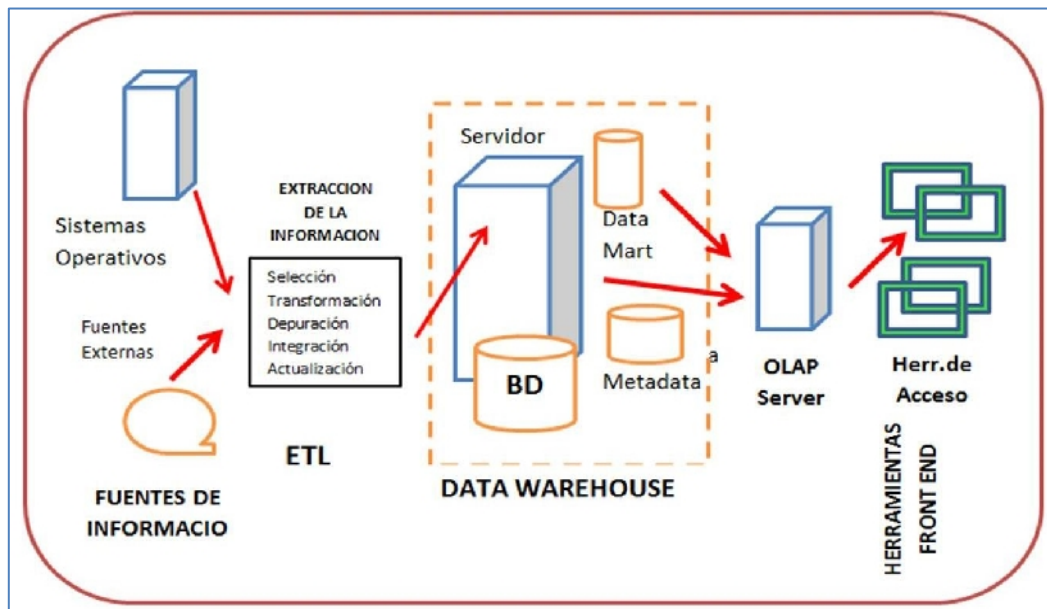 Sistemas
Operativos
Fuentes
Externas
FUENTES DE
INFORMACIO
EXTRACCION
DE LA
INFORMACION
Selección
Transformación
Depuración
Integración
Actualización
ETL
Servidor
BD
Data
Mart
Metadata
a
DATA WAREHOUSE
OLAP
Server
Herr.de
Acceso
HERRAMIENTAS
FRONT END